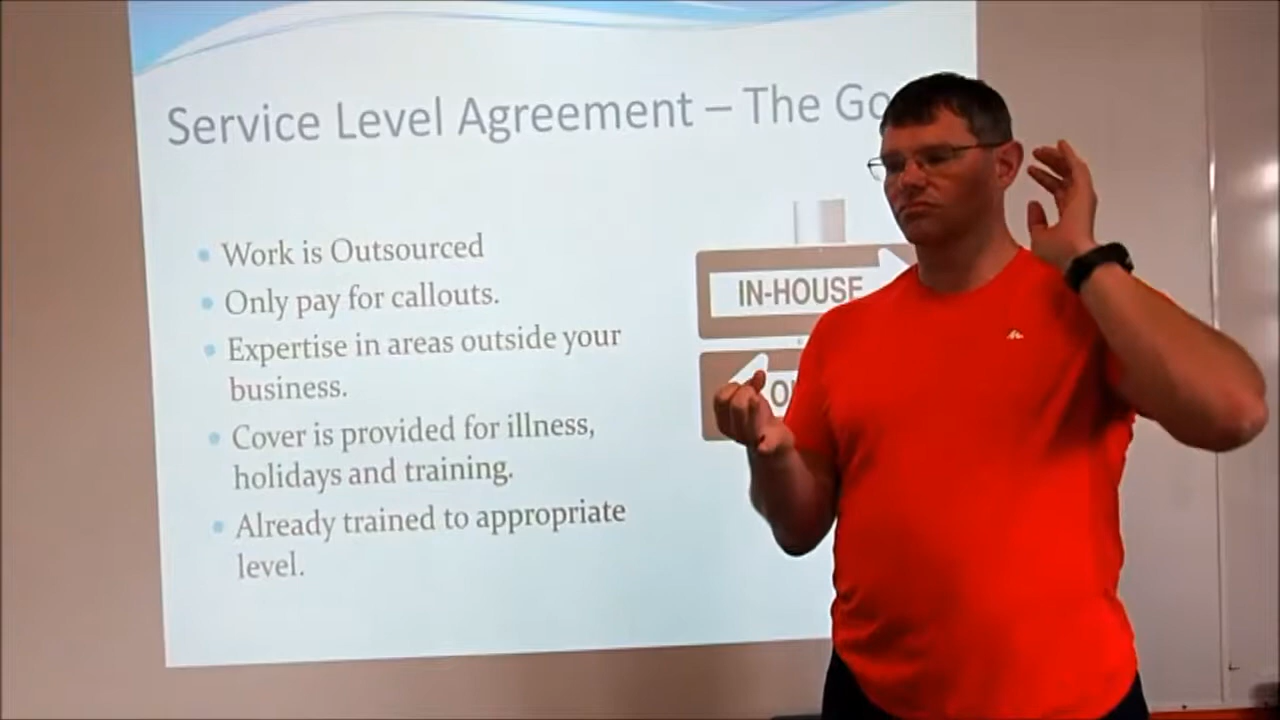 Service Level Agreement – The Go
Work is Outsourced
Only pay for callouts.
Expertise in areas outside your
business.
Cover is provided for illness,
holidays and training.
Already trained to appropriate
level.
IN-HOUSE